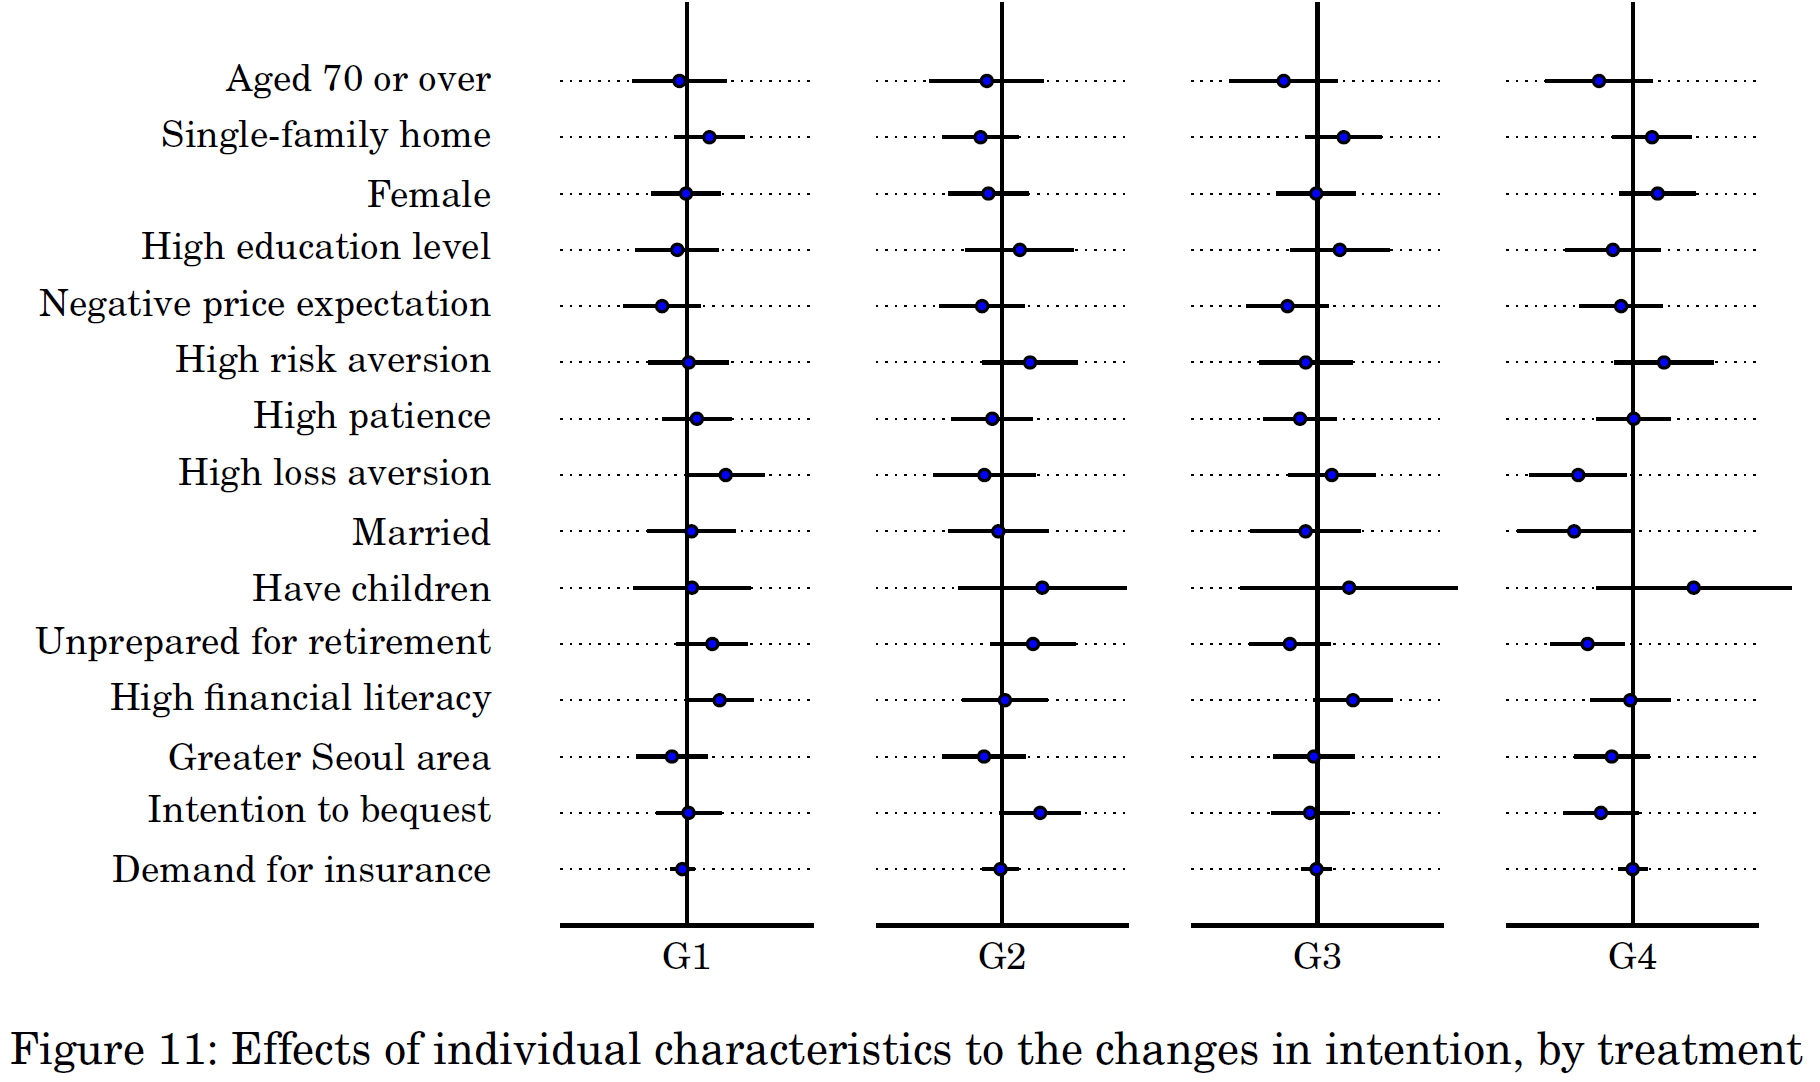 Aged 70 or over
Single-family home
Female
High education level
Negative price expectation
High risk aversion
High patience
High loss aversion
Married
Have children
Unprepared for retirement
High financial literacy
Greater Seoul area
Intention to bequest
Demand for insurance
G1 G2 G3 G4
Figure 11: Effects of individual characteristics to the changes in intention, by treatment